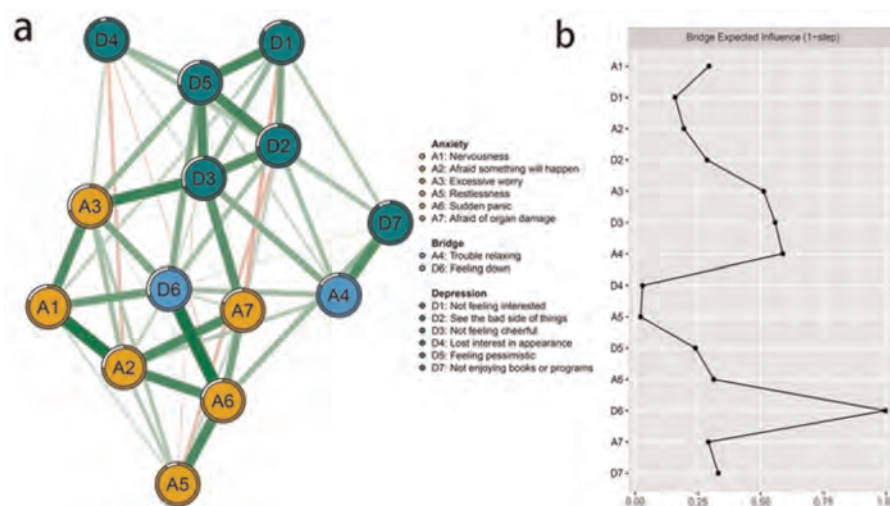 a
D4
D1
D5
D2
D3
A3
D7
D6
A4
A1
A7
A2
A6
A5
Anxiety
A1: Nervousness
A2: Afraid something will happen
A3: Excessive worry
A5: Restlessness
A6: Sudden panic
A7: Afraid of organ damage
Bridge
A4: Trouble relaxing
D6: Feeling down
Depression
D1: Not feeling interested
D2: See the bad side of things
D3: Not feeling cheerful
D4: Lost interest in appearance
D5: Feeling pessimistic
D7: Not enjoying books or programs
b
Bridge Expected Influence (1-step)
A1
D1
A2
D2
A3
D3
A4
D4
A5
D5
A6
D6
A7
D7
0.00 0.25 0.50 0.75 1.00